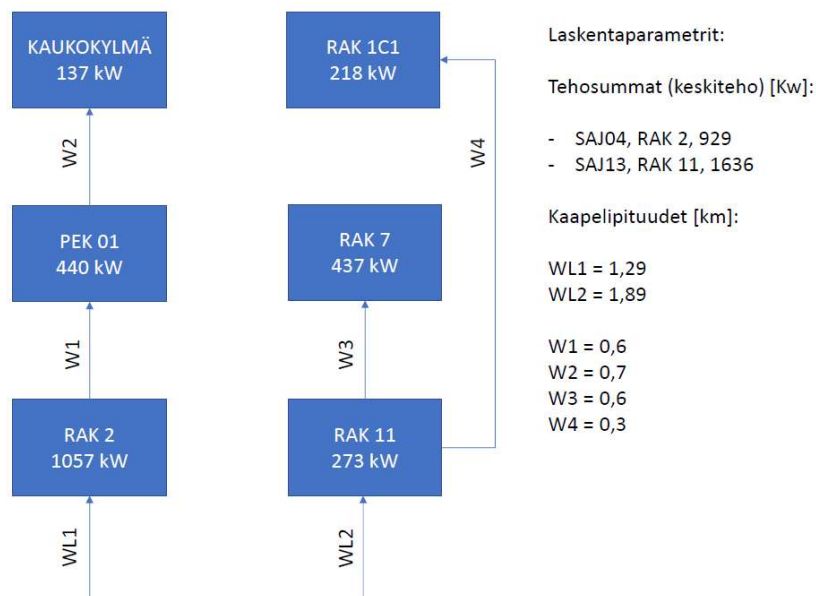 KAUKOKYLMÄ
137 kW
W2
PEK 01
440 kW
W1
RAK 2
1057 kW
WL1
RAK 1C1
218 kW
W4
RAK 7
437 kW
W3
RAK 11
273 kW
WL2
Laskentaparametrit:
Tehosummat (keskiteho) [Kw]:
- SAJ04, RAK 2, 929
- SAJ13, RAK 11, 1636
Kaapelipituudet [km]:
WL1 = 1,29
WL2 = 1,89
W1 = 0,6
W2 = 0,7
W3 = 0,6
W4 = 0,3